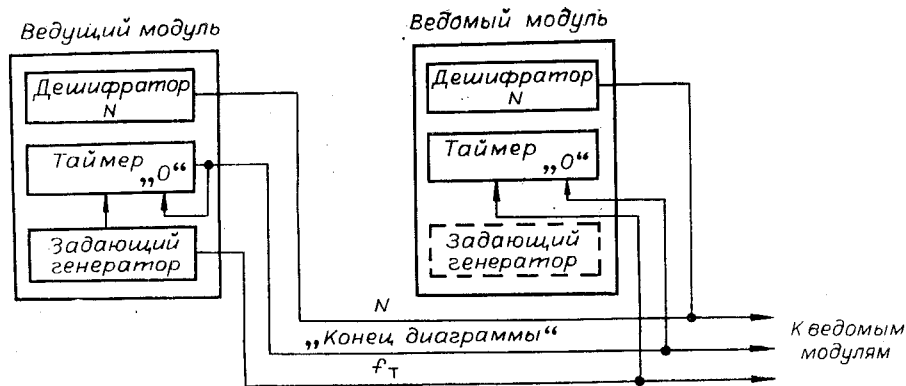 Ведущий модуль
Дешифратор
N
Таймер
„0“
Задающий
генератор
Ведомый модуль
Дешифратор
N
Таймер
„0“
Задающий
генератор
N
„Конец диаграммы“
fт
К ведомым
модулям